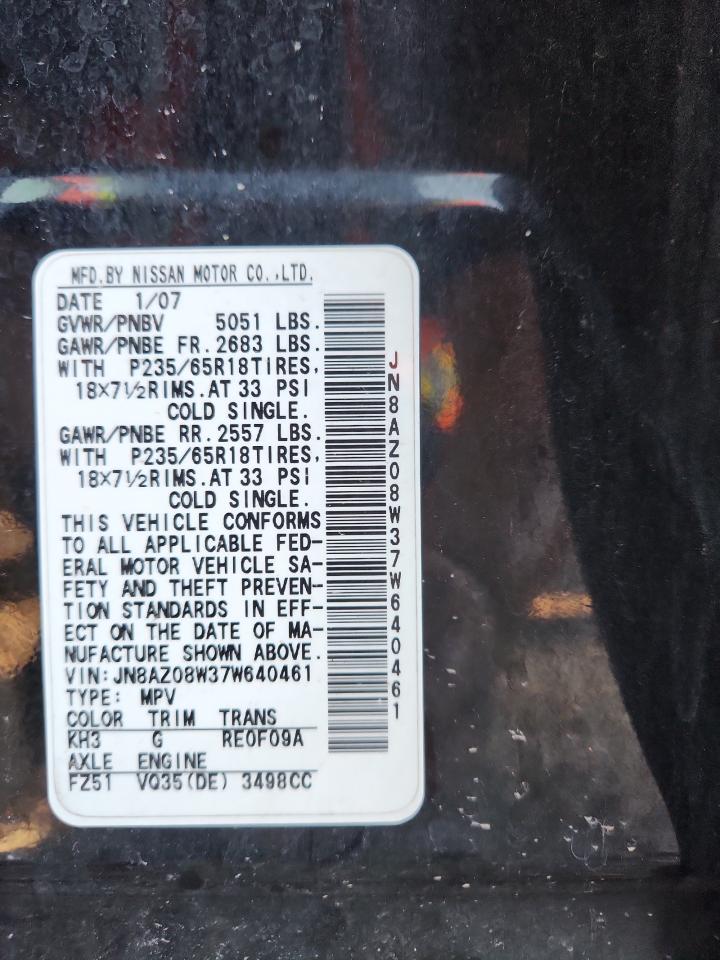 MFD.BY NISSAN MOTOR CO.,LTD.
DATE 1/07
GVWR/PNBV 5051 LBS.
GAWR/PNBE FR. 2683 LBS.
WITH P235/65R18TIRES,
18×7½RIMS.AT 33 PSI
COLD SINGLE.
GAWR/PNBE RR. 2557 LBS.
WITH P235/65R18TIRES,
18×7½RIMS.AT 33 PSI
COLD SINGLE.
THIS VEHICLE CONFORMS
TO ALL APPLICABLE FED-
ERAL MOTOR VEHICLE SA-
FETY AND THEFT PREVEN-
TION STANDARDS IN EFF-
ECT ON THE DATE OF MA-
NUFACTURE SHOWN ABOVE.
VIN:JN8AZ08W37W640461
TYPE: MPV
COLOR TRIM TRANS
KH3 G RE0F09A
AXLE ENGINE
FZ51 VQ35(DE) 3498CC
JN8AZ08W37W640461